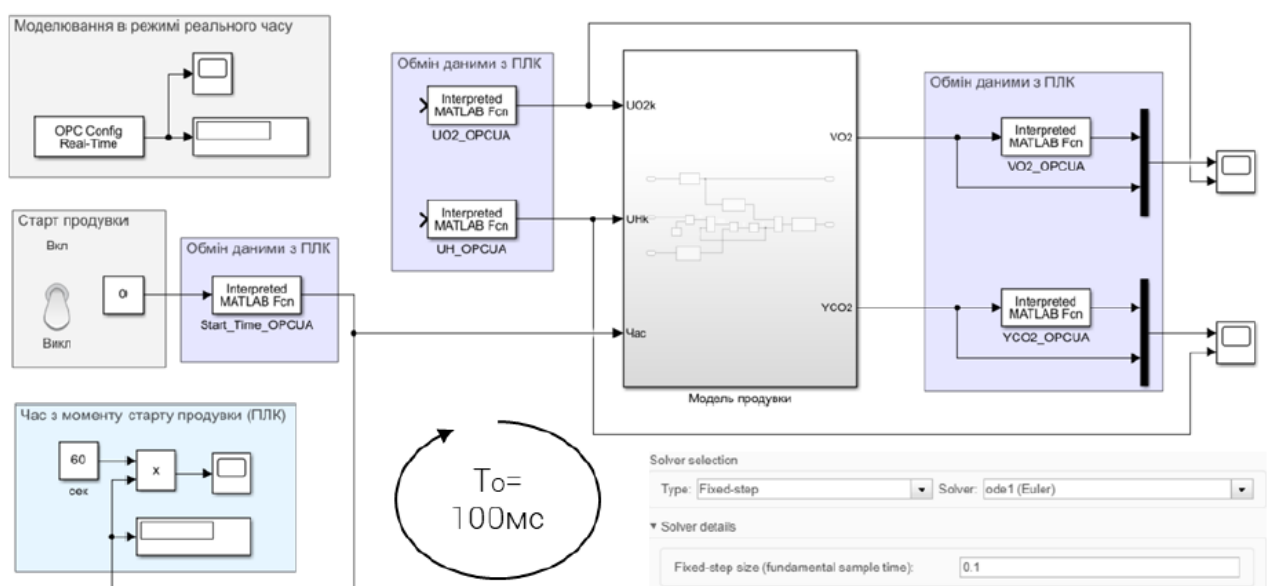 Моделювання в режимі реального часу
OPC Config
Real-Time
Обмін даними з ПЛК
Interpreted
MATLAB Fcn
UO2_OPCUA
Interpreted
MATLAB Fcn
UH_OPCUA
UO2k
UHk
Час
VO2
YCO2
Модель продувки
Обмін даними з ПЛК
Interpreted
MATLAB Fcn
VO2_OPCUA
Interpreted
MATLAB Fcn
YCO2_OPCUA
Старт продувки
Вкл
Викл
0
Обмін даними з ПЛК
Interpreted
MATLAB Fcn
Start_Time_OPCUA
Час з моменту старту продувки (ПЛК)
60
сек
x
To=
100мс
Solver selection
Type: Fixed-step Solver: ode1 (Euler)
Solver details
Fixed-step size (fundamental sample time): 0.1